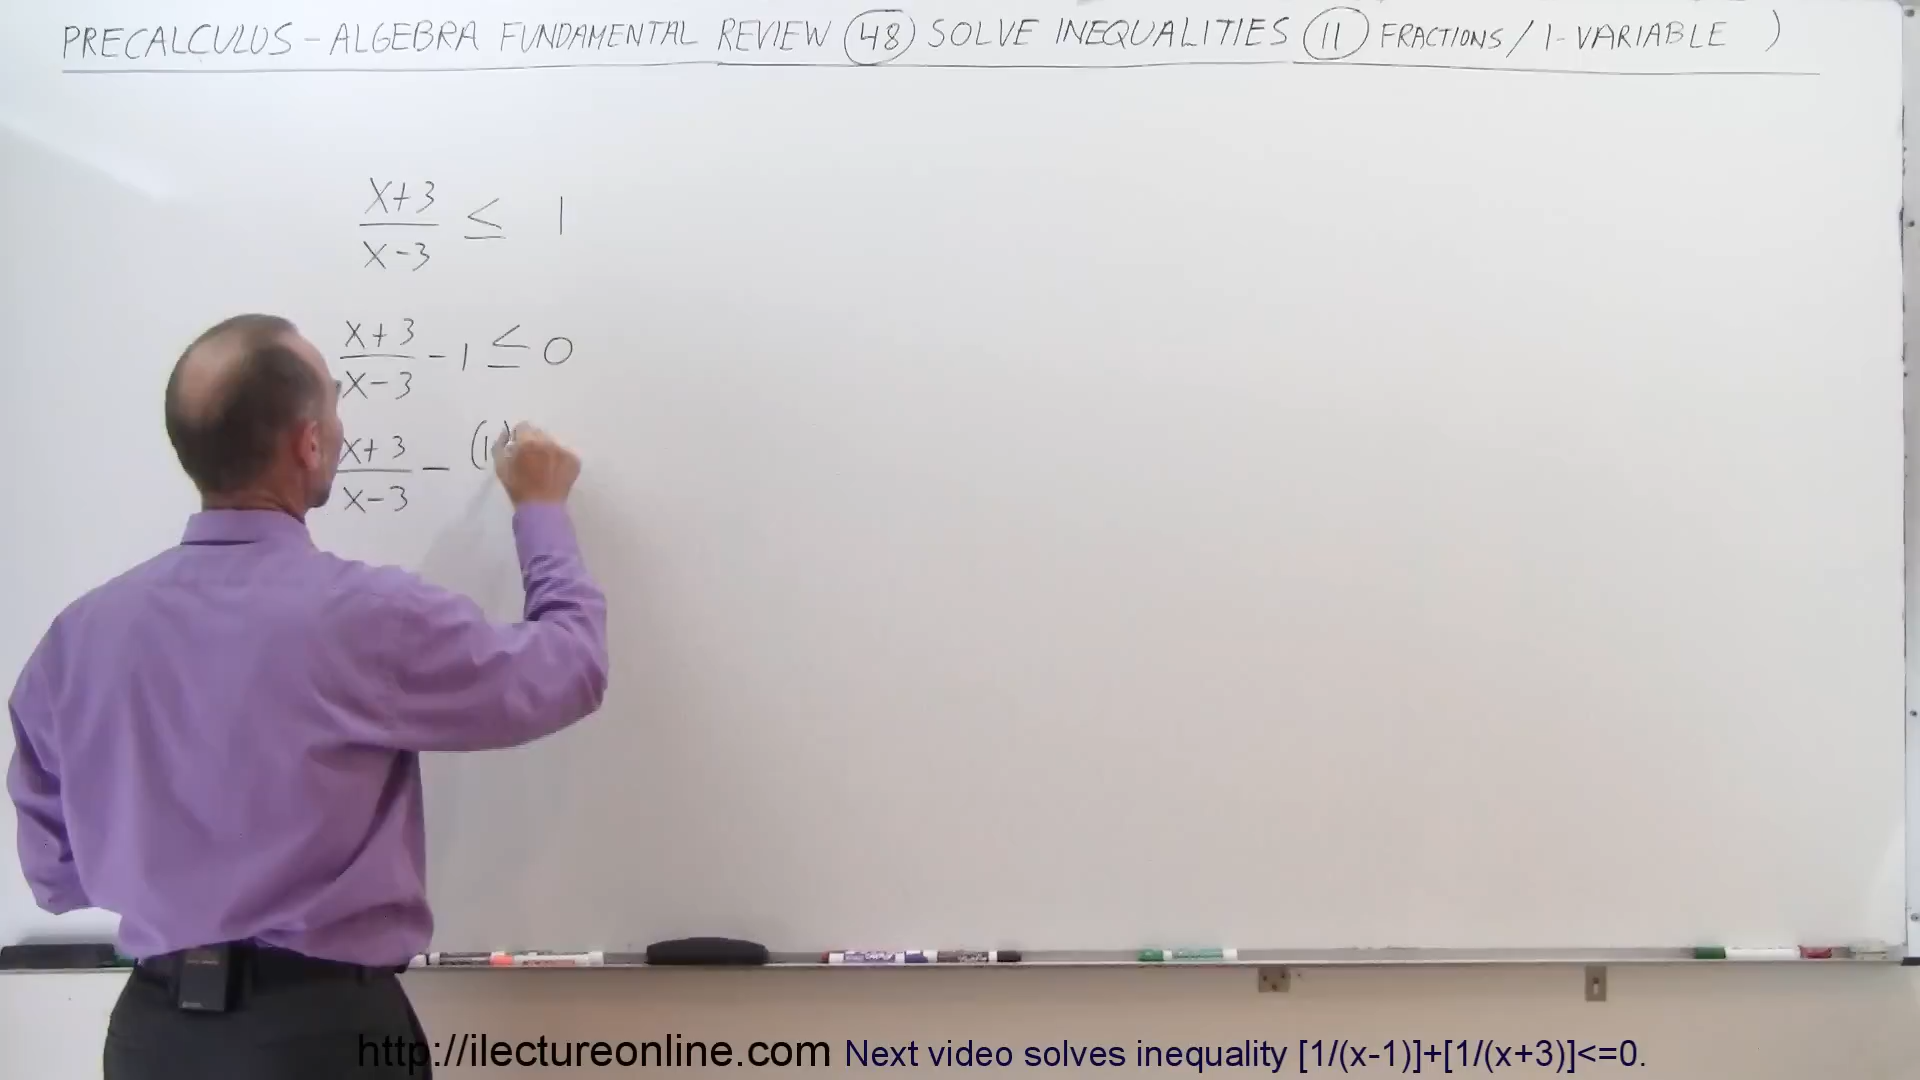 PRECALCULUS - ALGEBRA FUNDAMENTAL REVIEW (48) SOLVE INEQUALITIES (11) FRACTIONS / 1-VARIABLE )
X+3
X-3 ≤ 1
X+3
X-3 - 1 ≤ 0
X+3
X-3 - (1)
http://ilectureonline.com Next video solves inequality [1/(x-1)]+[1/(x+3)]<=0.